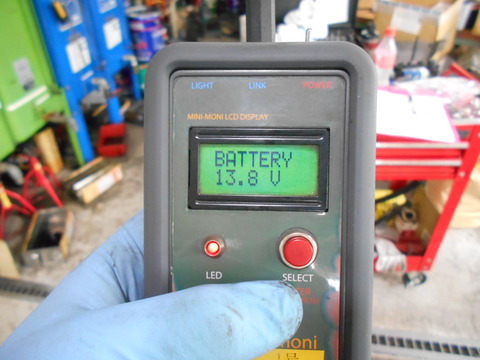 LIGHT LINK POWER
MINI-MONI LCD DISPLAY
BATTERY
13.8 V
LED SELECT
moni